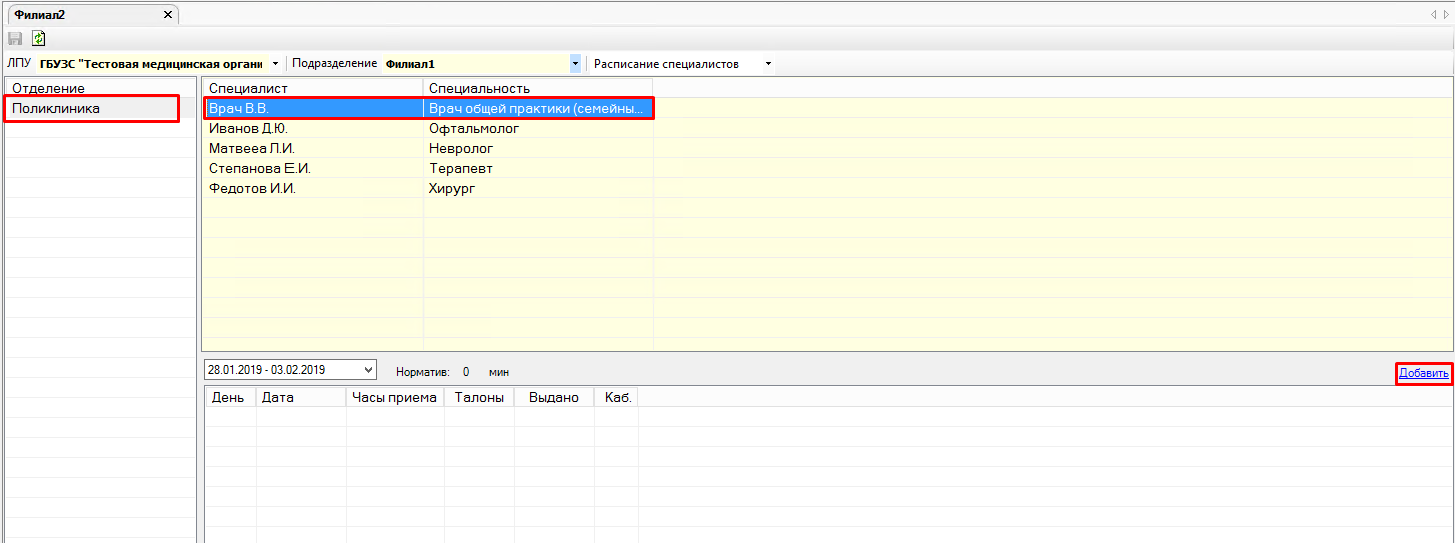 Филиал2
ЛПУ ГБУЗС "Тестовая медицинская органи Подразделение Филиал1 Расписание специалистов
Отделение
Поликлиника
Специалист Специальность
Врач В.В. Врач общей практики (семейны...
Иванов Д.Ю. Офтальмолог
Матвееа Л.И. Невролог
Степанова Е.И. Терапевт
Федотов И.И. Хирург
28.01.2019 - 03.02.2019 Норматив: 0 мин Добавить
День Дата Часы приема Талоны Выдано Каб.